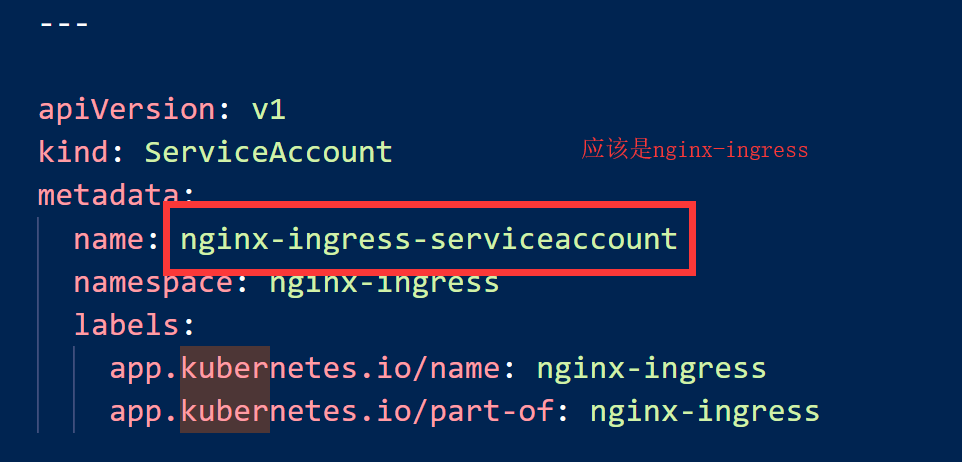 ---
apiVersion: v1
kind: ServiceAccount
应该是nginx-ingress
metadata:
name: nginx-ingress-serviceaccount
namespace: nginx-ingress
labels:
app.kubernetes.io/name: nginx-ingress
app.kubernetes.io/part-of: nginx-ingress